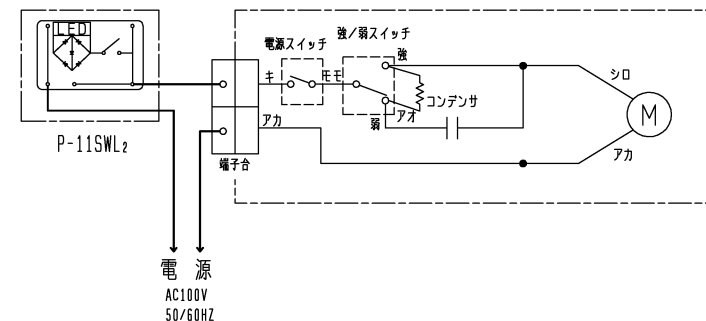 LED
P-11SWL₂
電源スイッチ
強/弱スイッチ
強
キ
モモ
コンデンサ
アオ
弱
アカ
端子台
シロ
M
アカ
電 源
AC100V
50/60HZ